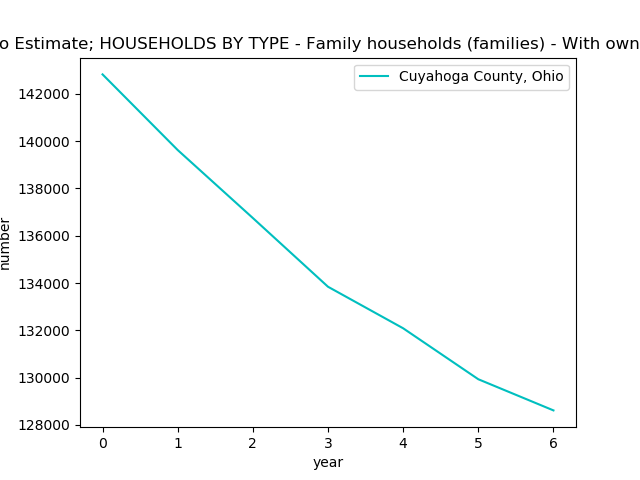 o Estimate; HOUSEHOLDS BY TYPE - Family households (families) - With own
Cuyahoga County, Ohio
142000
140000
138000
136000
134000
132000
130000
128000
number
0 1 2 3 4 5 6
year